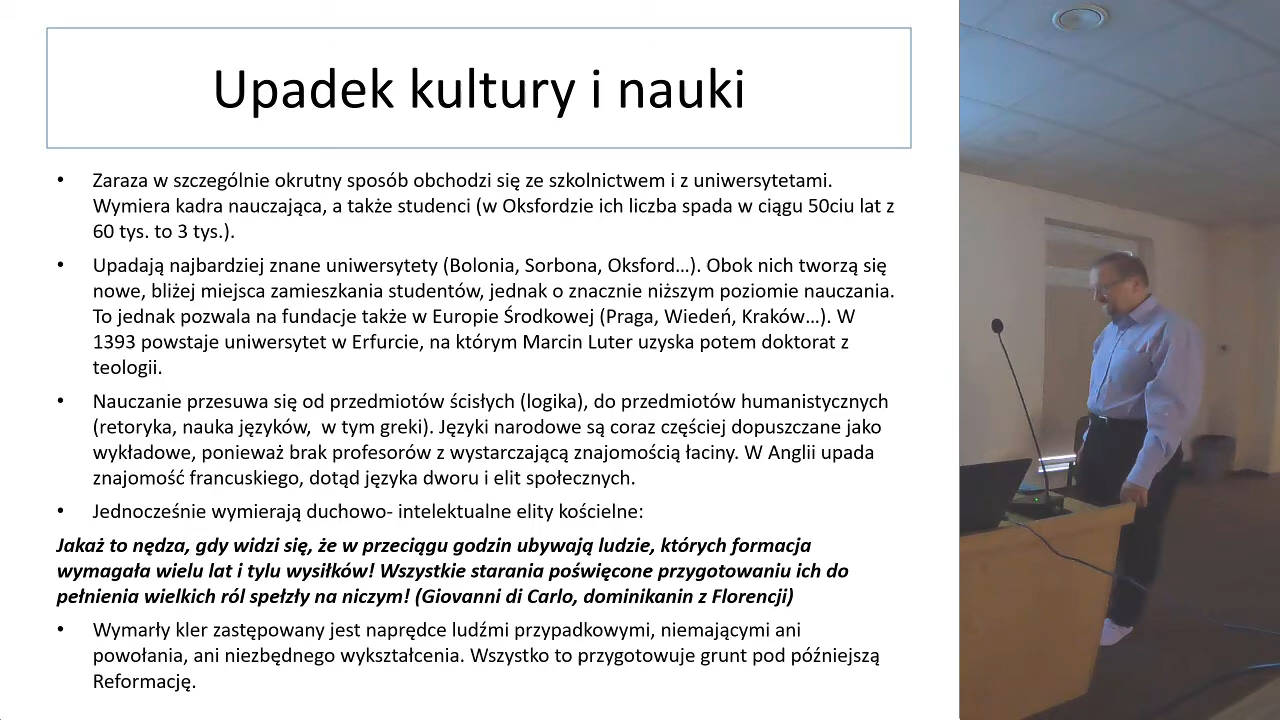 Upadek kultury i nauki
• Zaraza w szczególnie okrutny sposób obchodzi się ze szkolnictwem i z uniwersytetami.
Wymiera kadra nauczająca, a także studenci (w Oksfordzie ich liczba spada w ciągu 50ciu lat z
60 tys. to 3 tys.).
• Upadają najbardziej znane uniwersytety (Bolonia, Sorbona, Oksford…). Obok nich tworzą się
nowe, bliżej miejsca zamieszkania studentów, jednak o znacznie niższym poziomie nauczania.
To jednak pozwala na fundacje także w Europie Środkowej (Praga, Wiedeń, Kraków…). W
1393 powstaje uniwersytet w Erfurcie, na którym Marcin Luter uzyska potem doktorat z
teologii.
• Nauczanie przesuwa się od przedmiotów ścisłych (logika), do przedmiotów humanistycznych
(retoryka, nauka języków,  w tym greki). Języki narodowe są coraz częściej dopuszczane jako
wykładowe, ponieważ brak profesorów z wystarczającą znajomością łaciny. W Anglii upada
znajomość francuskiego, dotąd języka dworu i elit społecznych.
• Jednocześnie wymierają duchowo- intelektualne elity kościelne:
Jakaż to nędza, gdy widzi się, że w przeciągu godzin ubywają ludzie, których formacja
wymagała wielu lat i tylu wysiłków! Wszystkie starania poświęcone przygotowaniu ich do
pełnienia wielkich ról spełzły na niczym! (Giovanni di Carlo, dominikanin z Florencji)
• Wymarły kler zastępowany jest naprędce ludźmi przypadkowymi, niemającymi ani
powołania, ani niezbędnego wykształcenia. Wszystko to przygotowuje grunt pod późniejszą
Reformację.